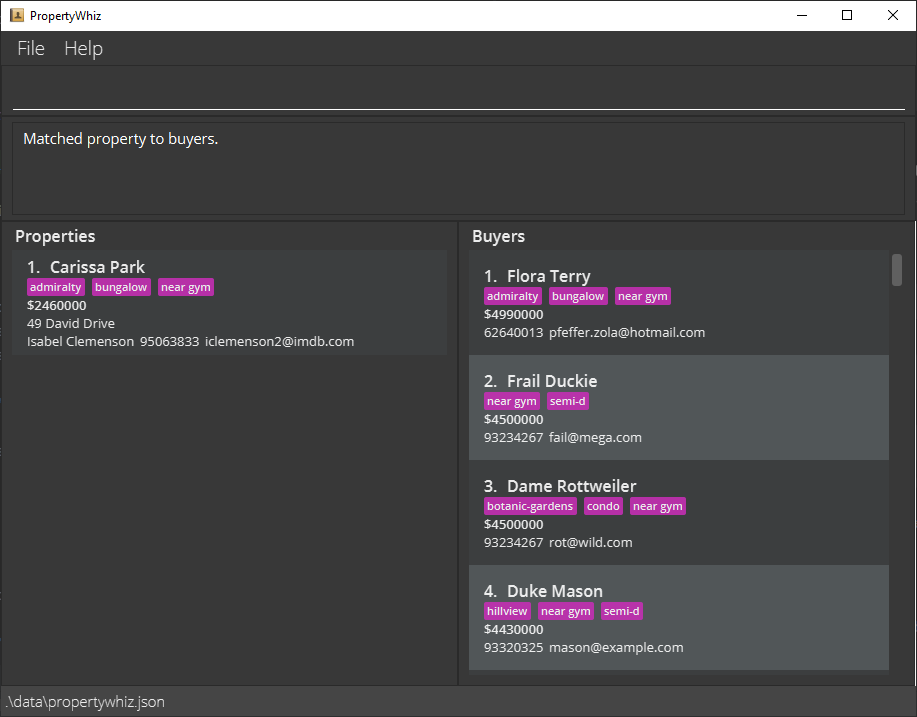 PropertyWhiz
File Help
Matched property to buyers.
Properties
1. Carissa Park
admiralty bungalow near gym
$2460000
49 David Drive
Isabel Clemenson 95063833 iclemenson2@imdb.com
Buyers
1. Flora Terry
admiralty bungalow near gym
$4990000
62640013 pfeffer.zola@hotmail.com
2. Frail Duckie
near gym semi-d
$4500000
93234267 fail@mega.com
3. Dame Rottweiler
botanic-gardens condo near gym
$4500000
93234267 rot@wild.com
4. Duke Mason
hillview near gym semi-d
$4430000
93320325 mason@example.com
.\data\propertywhiz.json